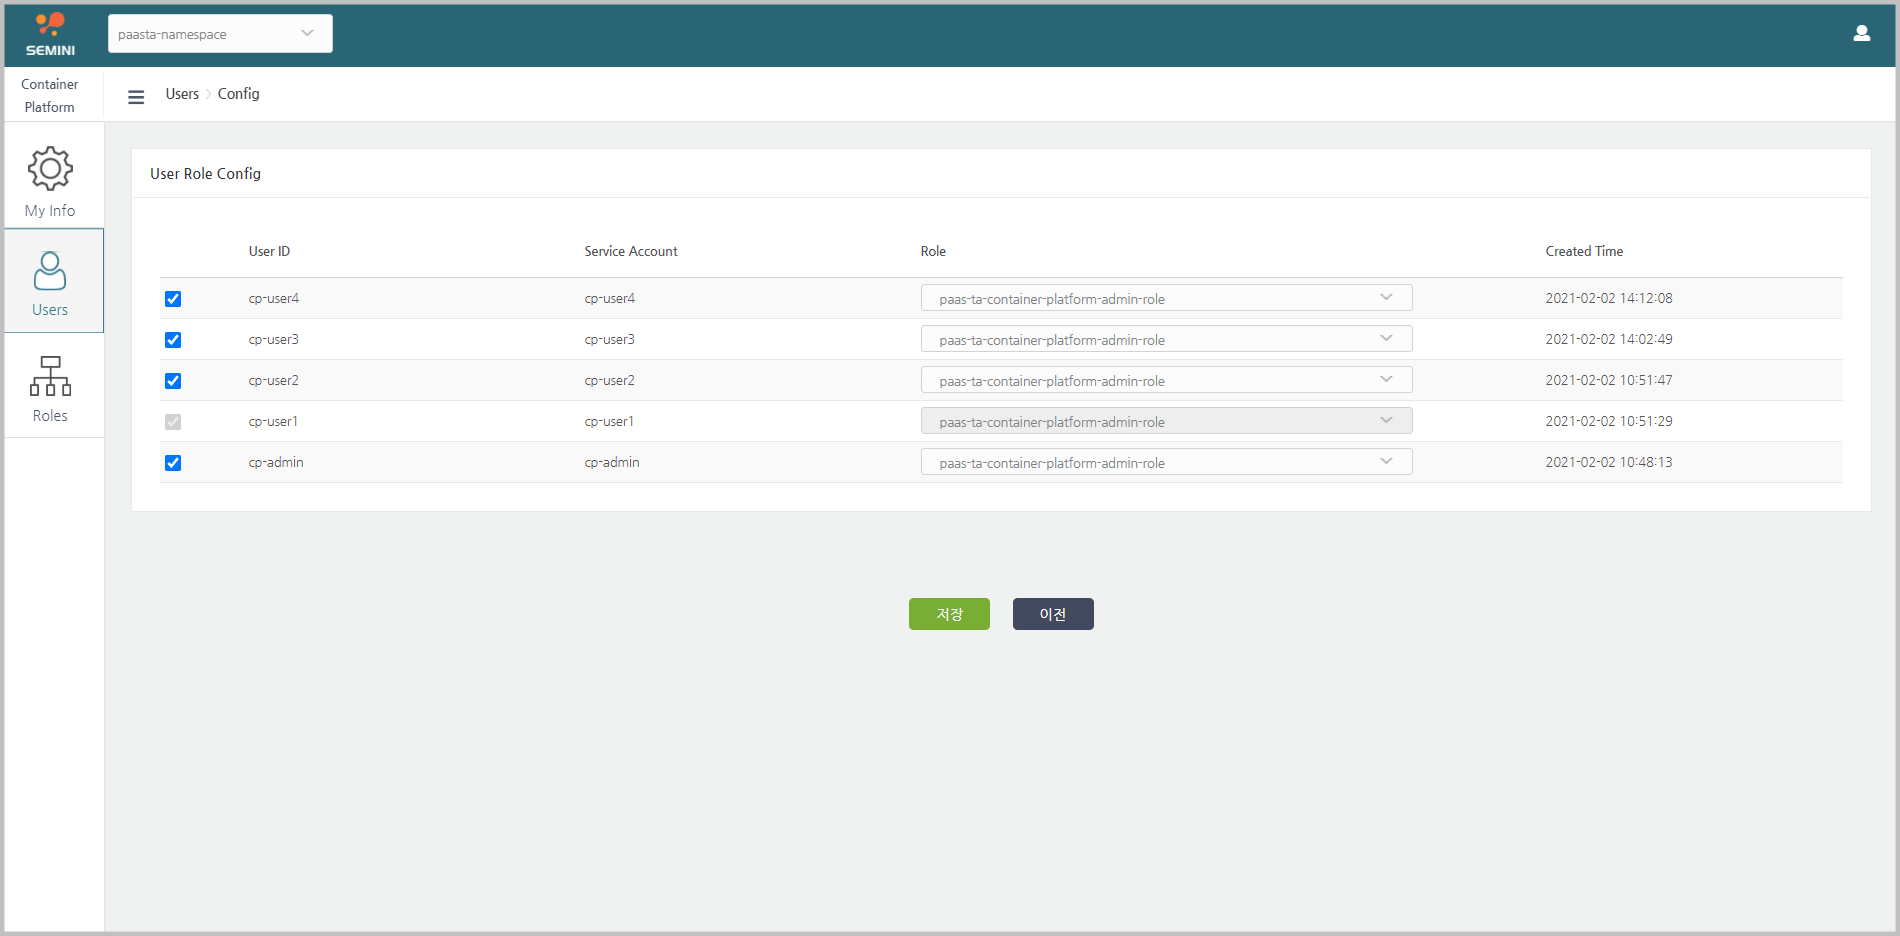 SEMINI
paasta-namespace
Container
Platform
Users
Config
My Info
Users
Roles
User Role Config
User ID Service Account Role Created Time
cp-user4 cp-user4 paas-ta-container-platform-admin-role 2021-02-02 14:12:08
cp-user3 cp-user3 paas-ta-container-platform-admin-role 2021-02-02 14:02:49
cp-user2 cp-user2 paas-ta-container-platform-admin-role 2021-02-02 10:51:47
cp-user1 cp-user1 paas-ta-container-platform-admin-role 2021-02-02 10:51:29
cp-admin cp-admin paas-ta-container-platform-admin-role 2021-02-02 10:48:13
저장 이전